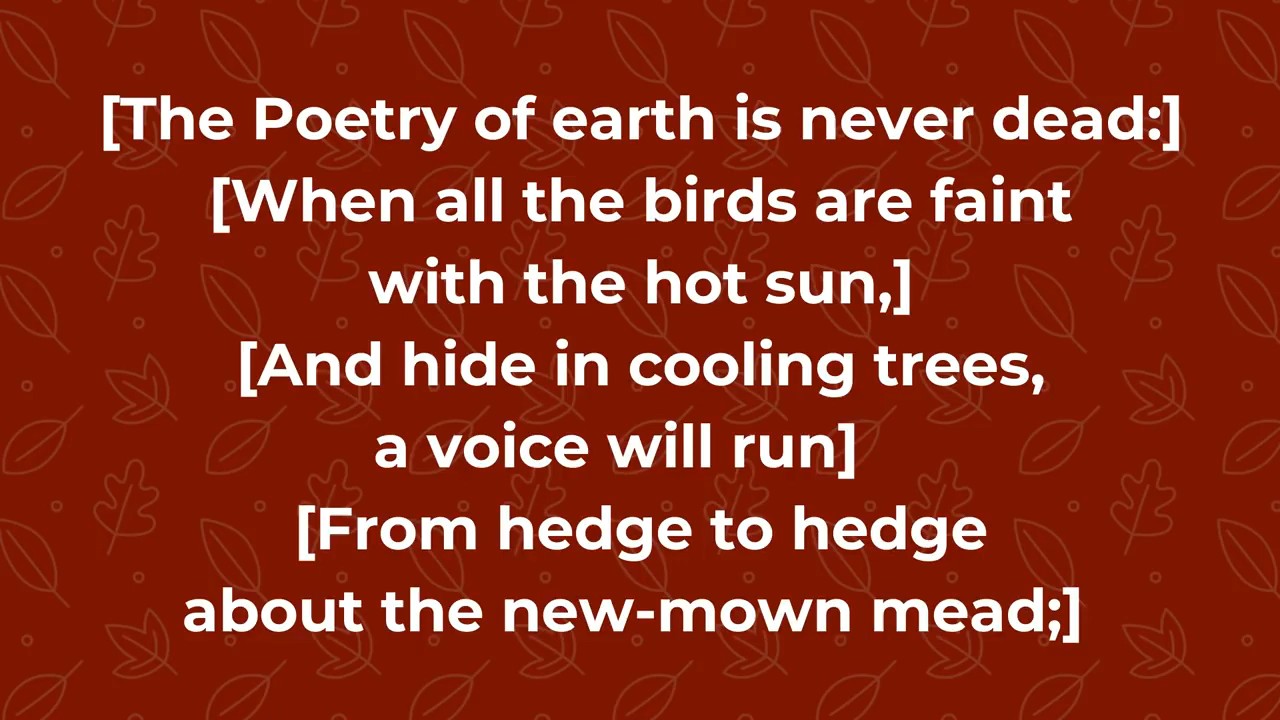 [The Poetry of earth is never dead:]
[When all the birds are faint
with the hot sun,]
[And hide in cooling trees,
a voice will run]
[From hedge to hedge
about the new-mown mead;]